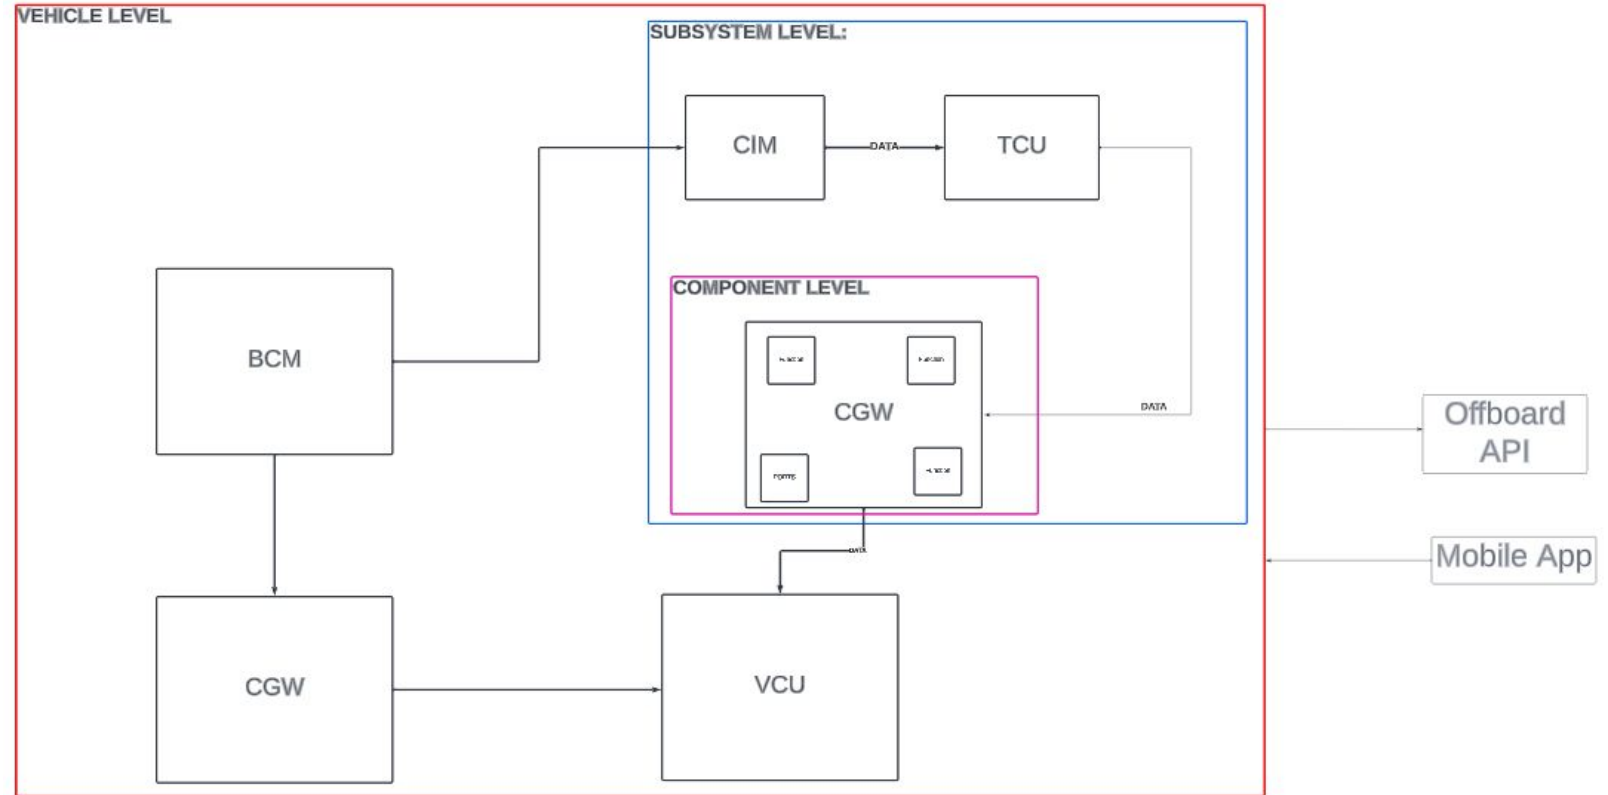 VEHICLE LEVEL
SUBSYSTEM LEVEL:
CIM
DATA
TCU
COMPONENT LEVEL
BCM
CGW
DATA
Offboard
API
DATA
Mobile App
CGW
VCU